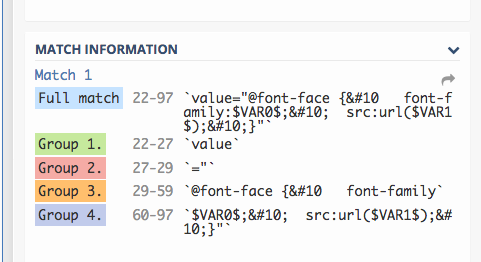 MATCH INFORMATION
Match 1
Full match 22-97 `value="@font-face {&#10   font-f
amily:$VAR0$;&#10;  src:url($VAR1
$);&#10;}"`
Group 1. 22-27 `value`
Group 2. 27-29 `="`
Group 3. 29-59 `@font-face {&#10   font-family`
Group 4. 60-97 `$VAR0$;&#10;  src:url($VAR1$);&#
10;}"`